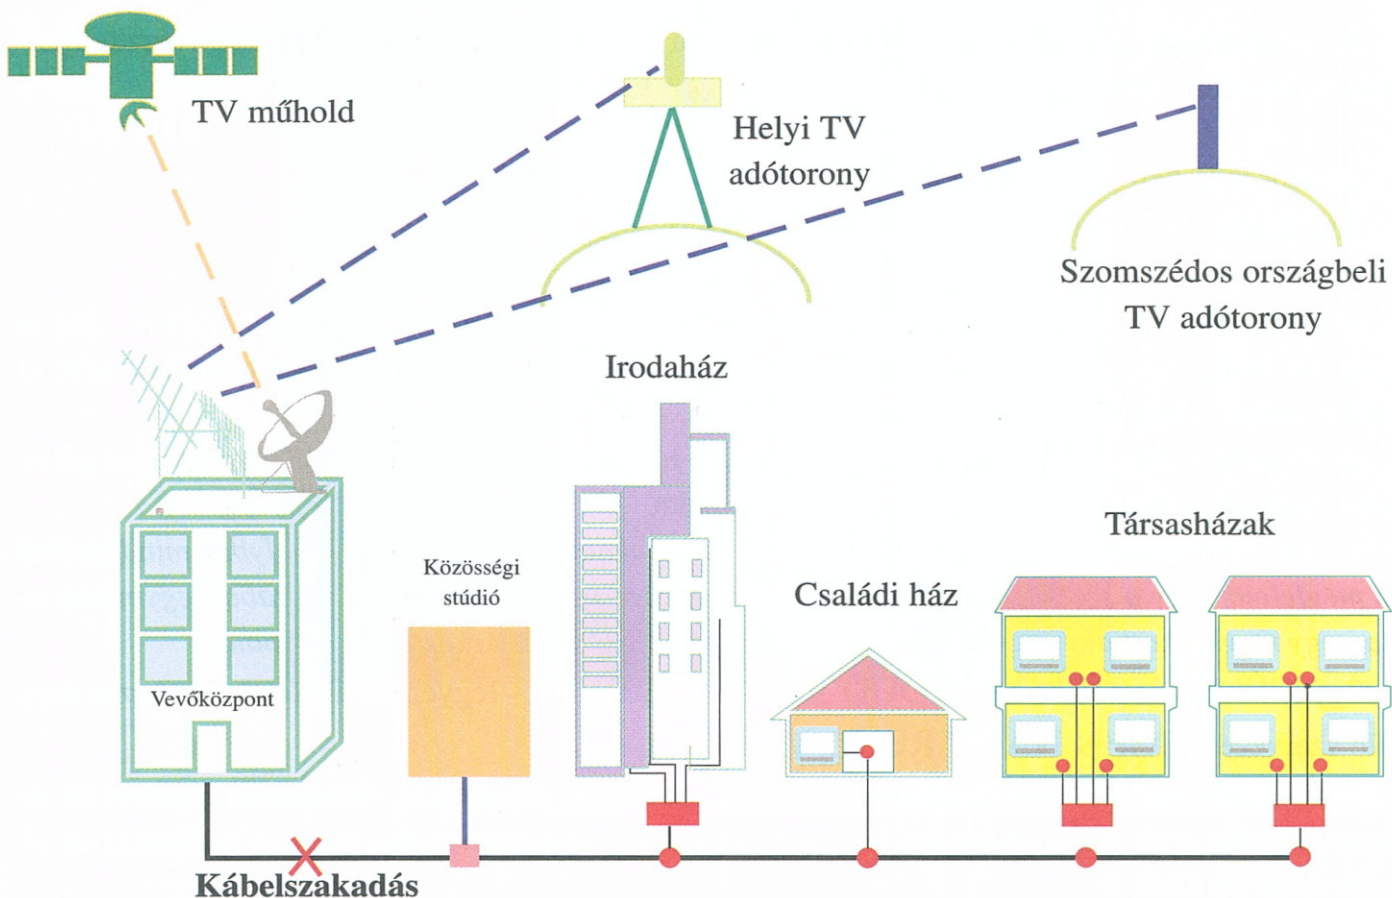 TV műhold
Helyi TV
adótorony
Szomszédos országbeli
TV adótorony
Irodaház
Társasházak
Közösségi
stúdió
Családi ház
Vevőközpont
Kábelszakadás